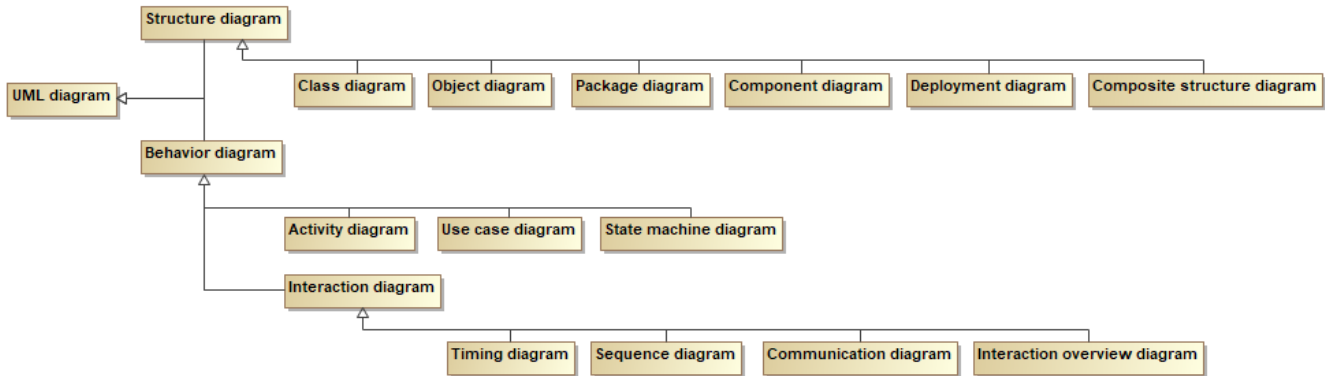 Structure diagram
Class diagram
Object diagram
Package diagram
Component diagram
Deployment diagram
Composite structure diagram
UML diagram
Behavior diagram
Activity diagram
Use case diagram
State machine diagram
Interaction diagram
Timing diagram
Sequence diagram
Communication diagram
Interaction overview diagram